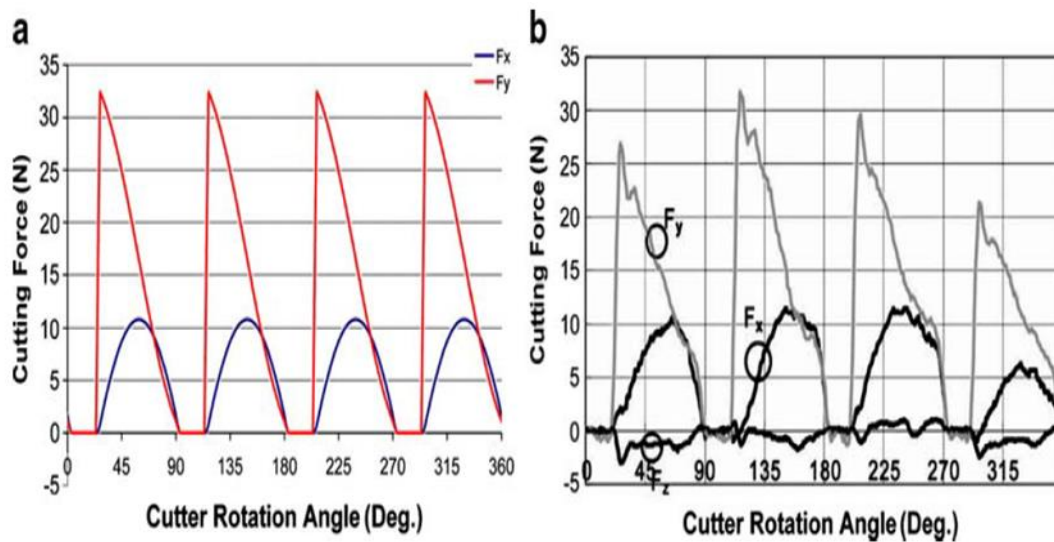 a
Fx
Fy
35
30
25
20
15
10
5
0
-5
0 45 90 135 180 225 270 315 360
Cutting Force (N)
Cutter Rotation Angle (Deg.)
b
35
30
25
20
15
10
5
0
-5
Fy
Fx
Fz
0 45 90 135 180 225 270 315
Cutting Force (N)
Cutter Rotation Angle (Deg.)